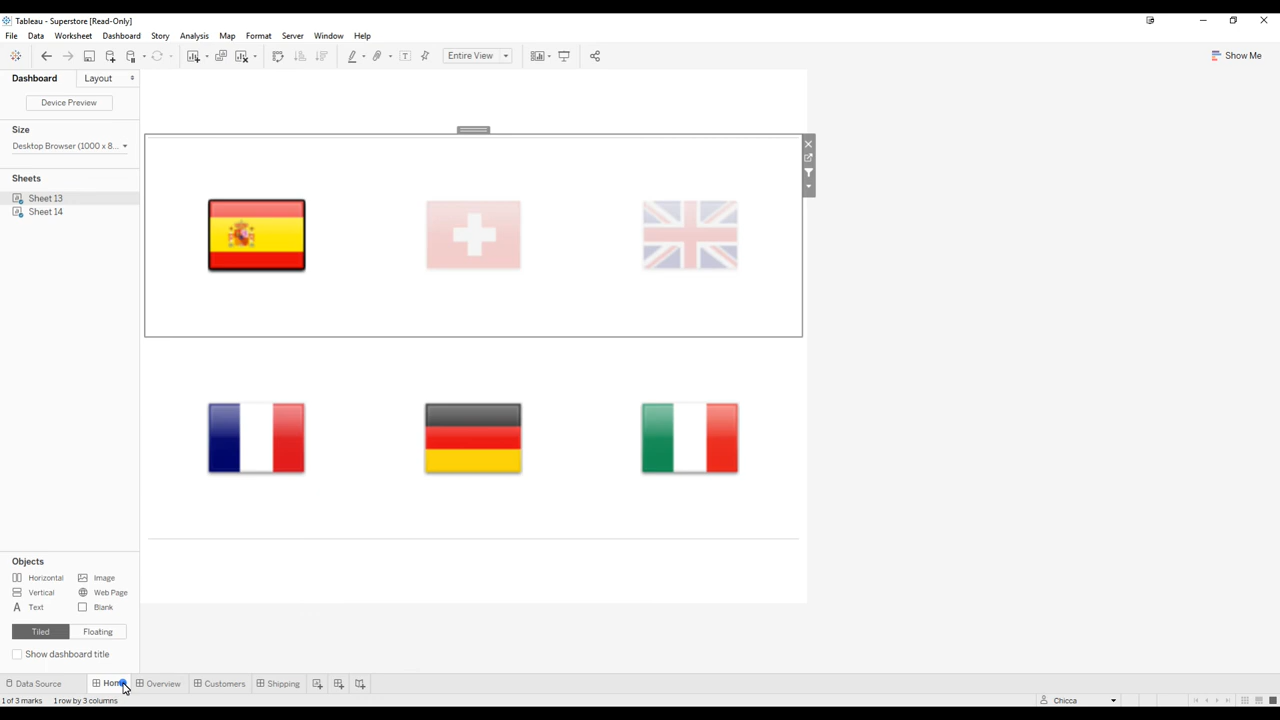 Tableau - Superstore [Read-Only]
File Data Worksheet Dashboard Story Analysis Map Format Server Window Help
Entire View
Show Me
Dashboard Layout
Device Preview
Size
Desktop Browser (1000 x 8...
Sheets
Sheet 13
Sheet 14
Objects
Horizontal Image
Vertical Web Page
A Text Blank
Tiled Floating
Show dashboard title
Data Source Home Overview Customers Shipping
1 of 3 marks 1 row by 3 columns Chicca